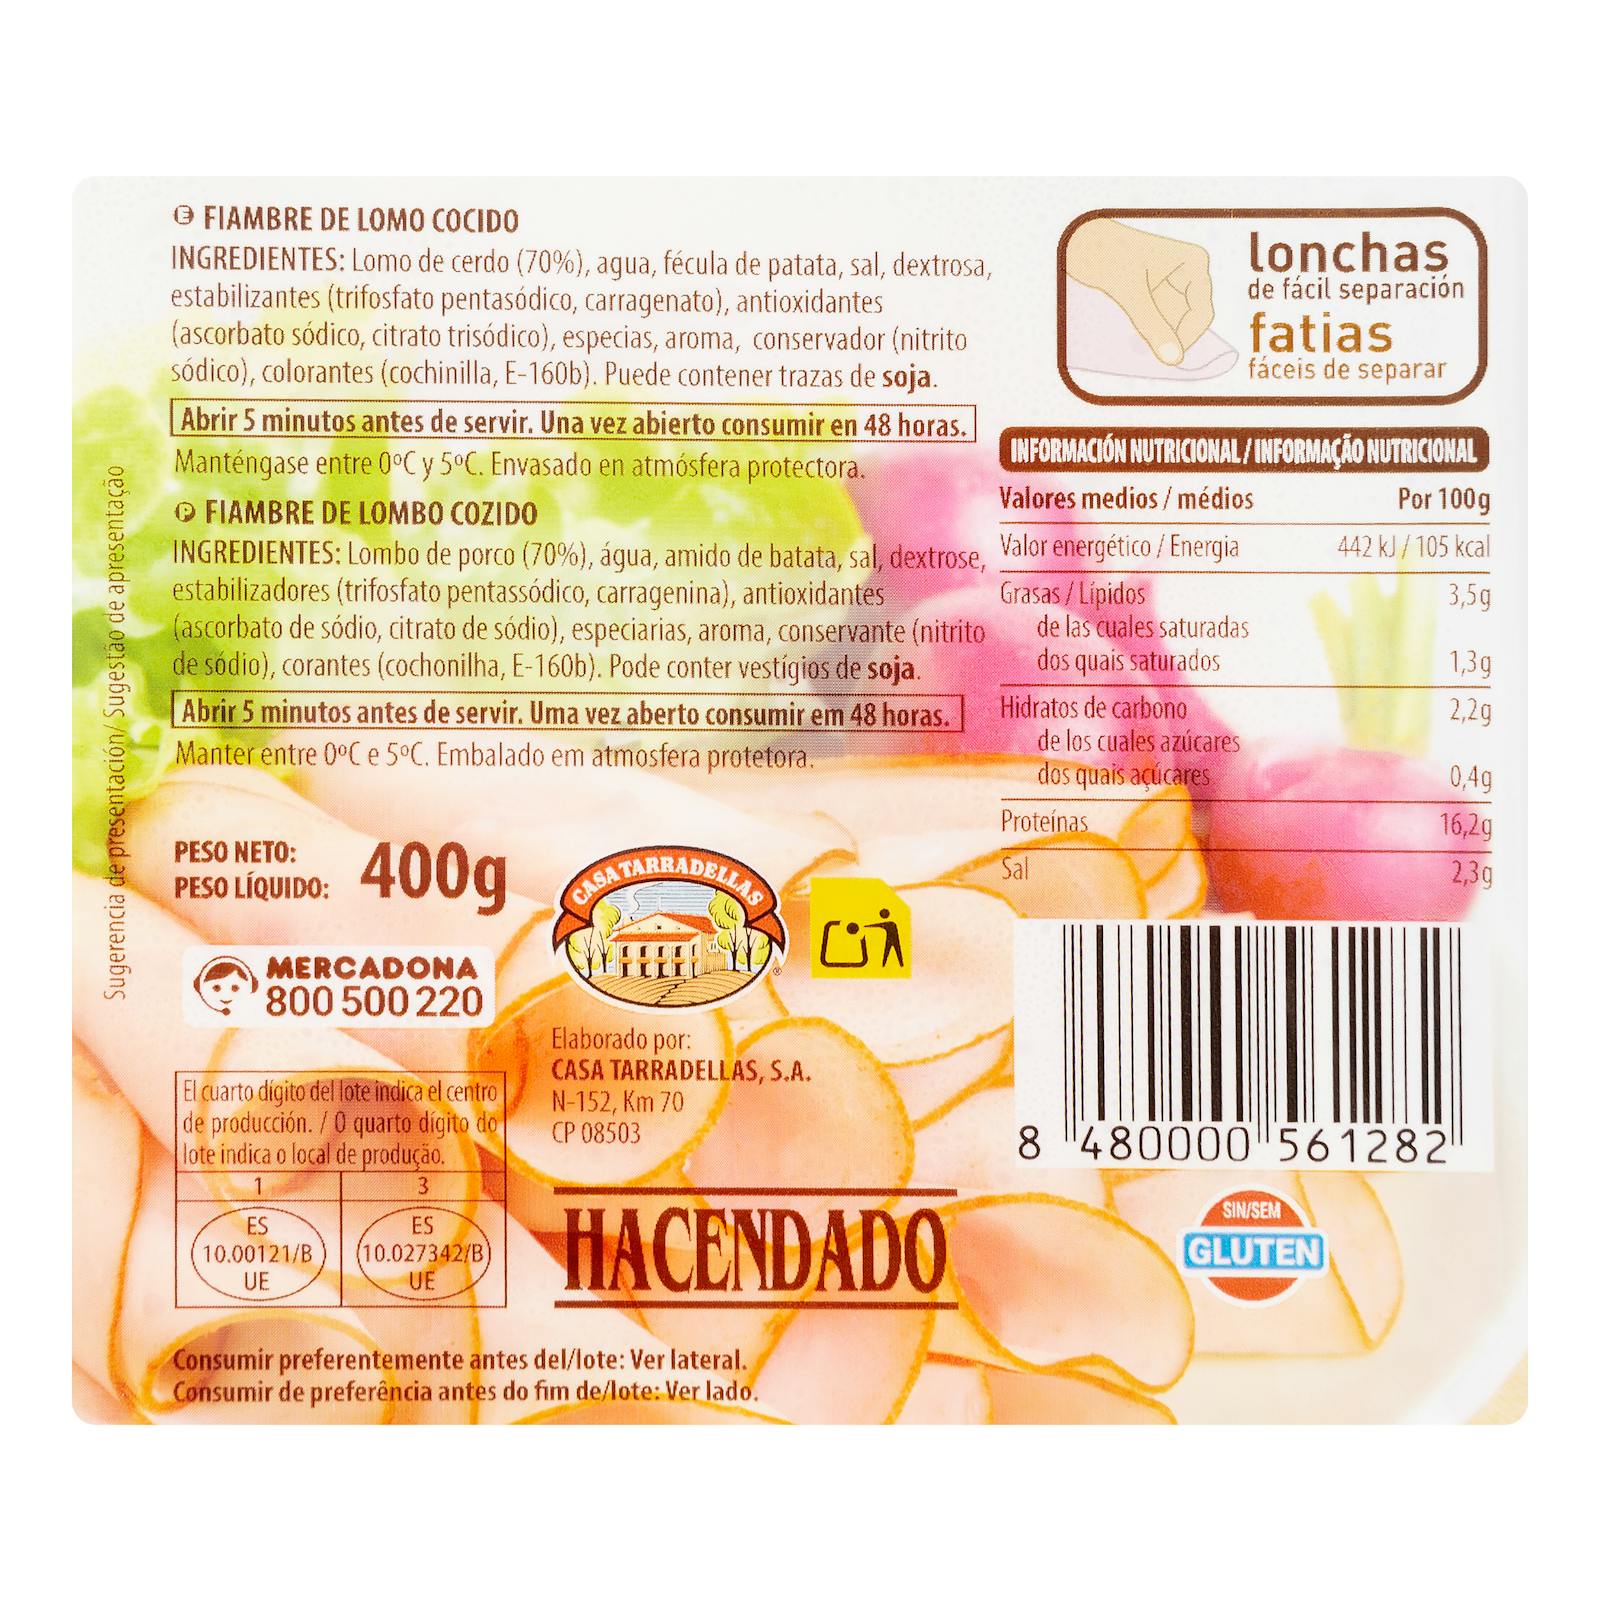 E FIAMBRE DE LOMO COCIDO
INGREDIENTES: Lomo de cerdo (70%), agua, fécula de patata, sal, dextrosa,
estabilizantes (trifosfato pentasódico, carragenato), antioxidantes
(ascorbato sódico, citrato trisódico), especias, aroma, conservador (nitrito
sódico), colorantes (cochinilla, E-160b). Puede contener trazas de soja.
Abrir 5 minutos antes de servir. Una vez abierto consumir en 48 horas.
Manténgase entre 0ºC y 5ºC. Envasado en atmósfera protectora.
P FIAMBRE DE LOMBO COZIDO
INGREDIENTES: Lombo de porco (70%), água, amido de batata, sal, dextrose,
estabilizadores (trifosfato pentassódico, carragenina), antioxidantes
(ascorbato de sódio, citrato de sódio), especiarias, aroma, conservante (nitrito
de sódio), corantes (cochonilha, E-160b). Pode conter vestígios de soja.
Abrir 5 minutos antes de servir. Uma vez aberto consumir em 48 horas.
Manter entre 0ºC e 5ºC. Embalado em atmosfera protetora.
Sugerencia de presentación/ Sugestão de apresentação
lonchas
de fácil separación
fatias
fáceis de separar
INFORMACIÓN NUTRICIONAL / INFORMAÇÃO NUTRICIONAL
Valores medios / médios Por 100g
Valor energético / Energia 442 kJ / 105 kcal
Grasas / Lípidos 3,5g
de las cuales saturadas
dos quais saturados 1,3g
Hidratos de carbono 2,2g
de los cuales azúcares
dos quais açúcares 0,4g
Proteínas 16,2g
Sal 2,3g
PESO NETO:
PESO LÍQUIDO: 400g
MERCADONA
800 500 220
CASA TARRADELLAS
®
Elaborado por:
CASA TARRADELLAS, S.A.
N-152, Km 70
CP 08503
El cuarto dígito del lote indica el centro
de producción. / O quarto dígito do
lote indica o local de produção.
1 3
ES ES
10.00121/B 10.027342/B
UE UE
8 480000 561282
HACENDADO
SIN/SEM
GLUTEN
Consumir preferentemente antes del/lote: Ver lateral.
Consumir de preferência antes do fim de/lote: Ver lado.